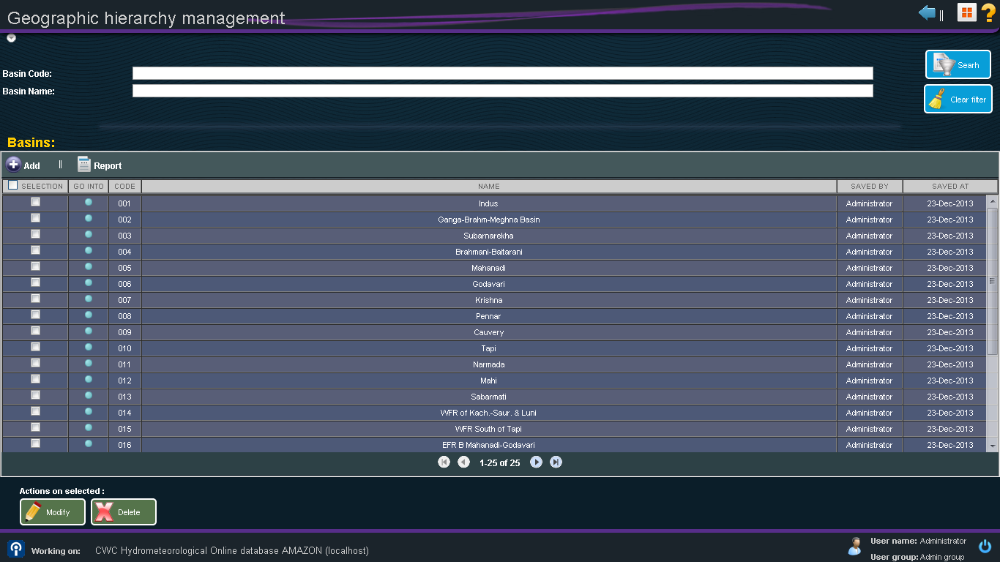 Geographic hierarchy management
Basin Code:
Searh
Basin Name:
Clear filter
Basins:
Add || Report
SELECTION GO INTO CODE NAME SAVED BY SAVED AT
001 Indus Administrator 23-Dec-2013
002 Ganga-Brahm-Meghna Basin Administrator 23-Dec-2013
003 Subarnarekha Administrator 23-Dec-2013
004 Brahmani-Baitarani Administrator 23-Dec-2013
005 Mahanadi Administrator 23-Dec-2013
006 Godavari Administrator 23-Dec-2013
007 Krishna Administrator 23-Dec-2013
008 Pennar Administrator 23-Dec-2013
009 Cauvery Administrator 23-Dec-2013
010 Tapi Administrator 23-Dec-2013
011 Narmada Administrator 23-Dec-2013
012 Mahi Administrator 23-Dec-2013
013 Sabarmati Administrator 23-Dec-2013
014 WFR of Kach.-Saur. & Luni Administrator 23-Dec-2013
015 WFR South of Tapi Administrator 23-Dec-2013
016 EFR B Mahanadi-Godavari Administrator 23-Dec-2013
1-25 of 25
Actions on selected :
Modify Delete
Working on: CWC Hydrometeorological Online database AMAZON (localhost)
User name: Administrator
User group: Admin group